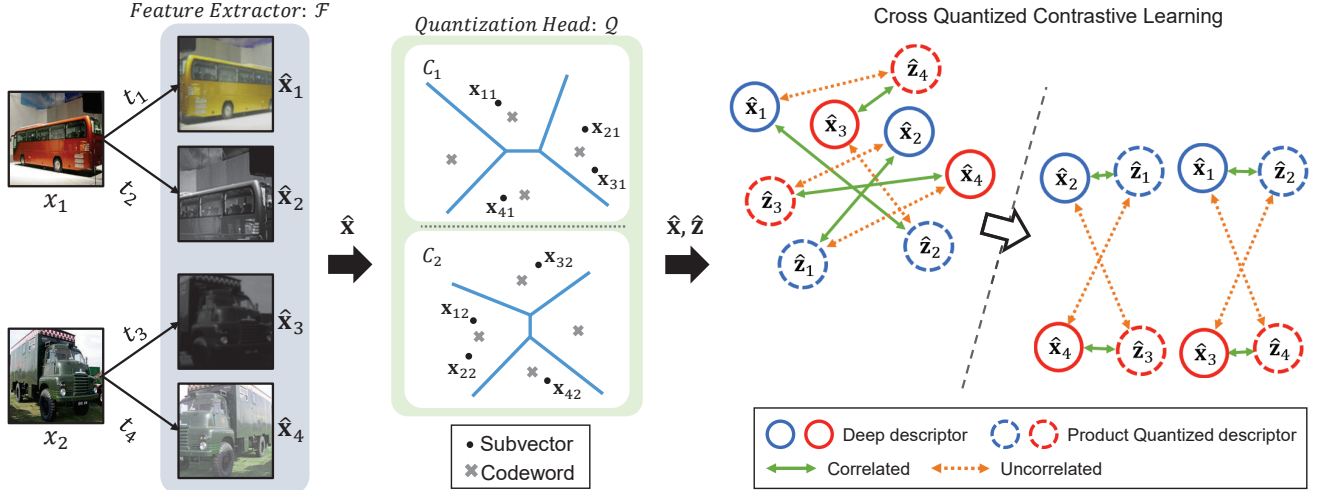 Feature Extractor: ℱ
Quantization Head: Q
Cross Quantized Contrastive Learning
t₁
t₂
x₁
x̂₁
x̂₂
t₃
t₄
x₂
x̂₃
x̂₄
x̂
C₁
x₁₁
x₂₁
x₃₁
x₄₁
C₂
x₃₂
x₁₂
x₂₂
x₄₂
Subvector
Codeword
x̂, ẑ
ẑ₄
x̂₁
x̂₃
x̂₂
x̂₄
ẑ₃
ẑ₂
ẑ₁
x̂₂ ẑ₁ x̂₁ ẑ₂
x̂₄ ẑ₃ x̂₃ ẑ₄
Deep descriptor Product Quantized descriptor
Correlated Uncorrelated